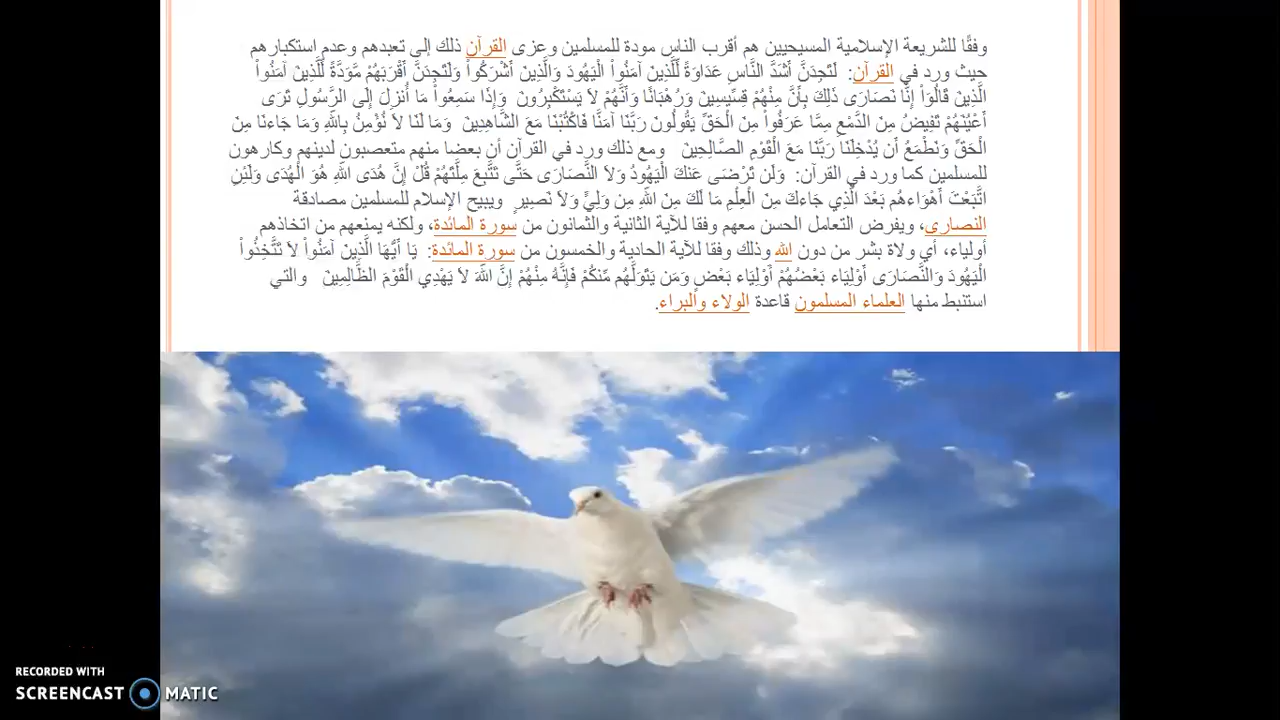 وفقًا للشريعة الإسلامية المسيحيين هم أقرب الناس مودة للمسلمين وعزى القرآن ذلك إلى تعبدهم وعدم استكبارهم
حيث ورد في القرآن: لَتَجِدَنَّ أَشَدَّ النَّاسِ عَدَاوَةً لِّلَّذِينَ آمَنُواْ الْيَهُودَ وَالَّذِينَ أَشْرَكُواْ وَلَتَجِدَنَّ أَقْرَبَهُمْ مَّوَدَّةً لِّلَّذِينَ آمَنُواْ
الَّذِينَ قَالُوَاْ إِنَّا نَصَارَى ذَلِكَ بِأَنَّ مِنْهُمْ قِسِّيسِينَ وَرُهْبَانًا وَأَنَّهُمْ لاَ يَسْتَكْبِرُونَ وَإِذَا سَمِعُواْ مَا أُنزِلَ إِلَى الرَّسُولِ تَرَى
أَعْيُنَهُمْ تَفِيضُ مِنَ الدَّمْعِ مِمَّا عَرَفُواْ مِنَ الْحَقِّ يَقُولُونَ رَبَّنَا آمَنَّا فَاكْتُبْنَا مَعَ الشَّاهِدِينَ وَمَا لَنَا لاَ نُؤْمِنُ بِاللّهِ وَمَا جَاءنَا مِنَ
الْحَقِّ وَنَطْمَعُ أَن يُدْخِلَنَا رَبُّنَا مَعَ الْقَوْمِ الصَّالِحِينَ ومع ذلك ورد في القرآن أن بعضا منهم متعصبون لدينهم وكارهون
للمسلمين كما ورد في القرآن: وَلَن تَرْضَى عَنكَ الْيَهُودُ وَلاَ النَّصَارَى حَتَّى تَتَّبِعَ مِلَّتَهُمْ قُلْ إِنَّ هُدَى اللّهِ هُوَ الْهُدَى وَلَئِنِ
اتَّبَعْتَ أَهْوَاءهُم بَعْدَ الَّذِي جَاءكَ مِنَ الْعِلْمِ مَا لَكَ مِنَ اللّهِ مِن وَلِيٍّ وَلاَ نَصِيرٍ ويبيح الإسلام للمسلمين مصادقة
النصارى، ويفرض التعامل الحسن معهم وفقا للآية الثانية والثمانون من سورة المائدة، ولكنه يمنعهم من اتخاذهم
أولياء، أي ولاة بشر من دون الله وذلك وفقا للآية الحادية والخمسون من سورة المائدة: يَا أَيُّهَا الَّذِينَ آمَنُواْ لاَ تَتَّخِذُواْ
الْيَهُودَ وَالنَّصَارَى أَوْلِيَاء بَعْضُهُمْ أَوْلِيَاء بَعْضٍ وَمَن يَتَوَلَّهُم مِّنكُمْ فَإِنَّهُ مِنْهُمْ إِنَّ اللّهَ لاَ يَهْدِي الْقَوْمَ الظَّالِمِينَ والتي
استنبط منها العلماء المسلمون قاعدة الولاء والبراء.
RECORDED WITH
SCREENCAST MATIC